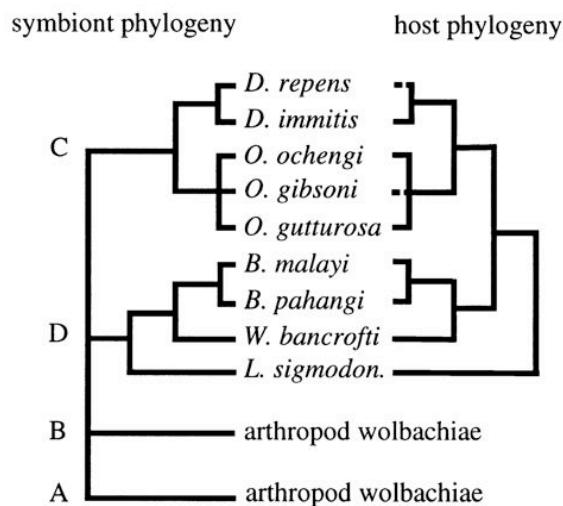 symbiont phylogeny host phylogeny
D. repens
D. immitis
C
O. ochengi
O. gibsoni
O. gutturosa
B. malayi
B. pahangi
D
W. bancrofti
L. sigmodon.
B arthropod wolbachiae
A arthropod wolbachiae